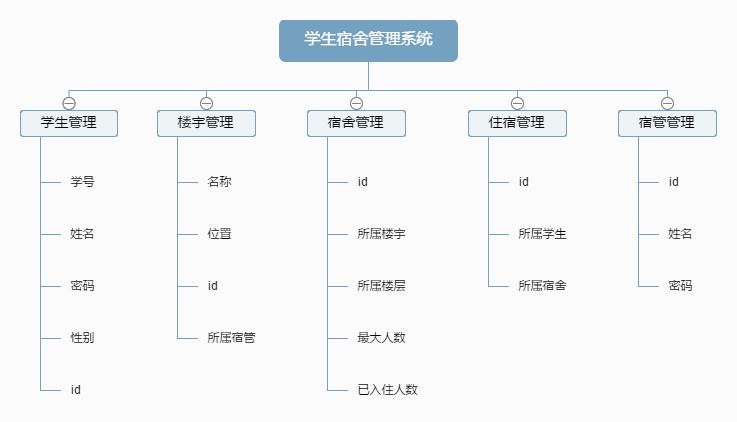 学生宿舍管理系统
学生管理
楼宇管理
宿舍管理
住宿管理
宿管管理
学号
名称
id
id
id
姓名
位置
所属楼宇
所属学生
姓名
密码
id
所属楼层
所属宿舍
密码
性别
所属宿管
最大人数
id
已入住人数